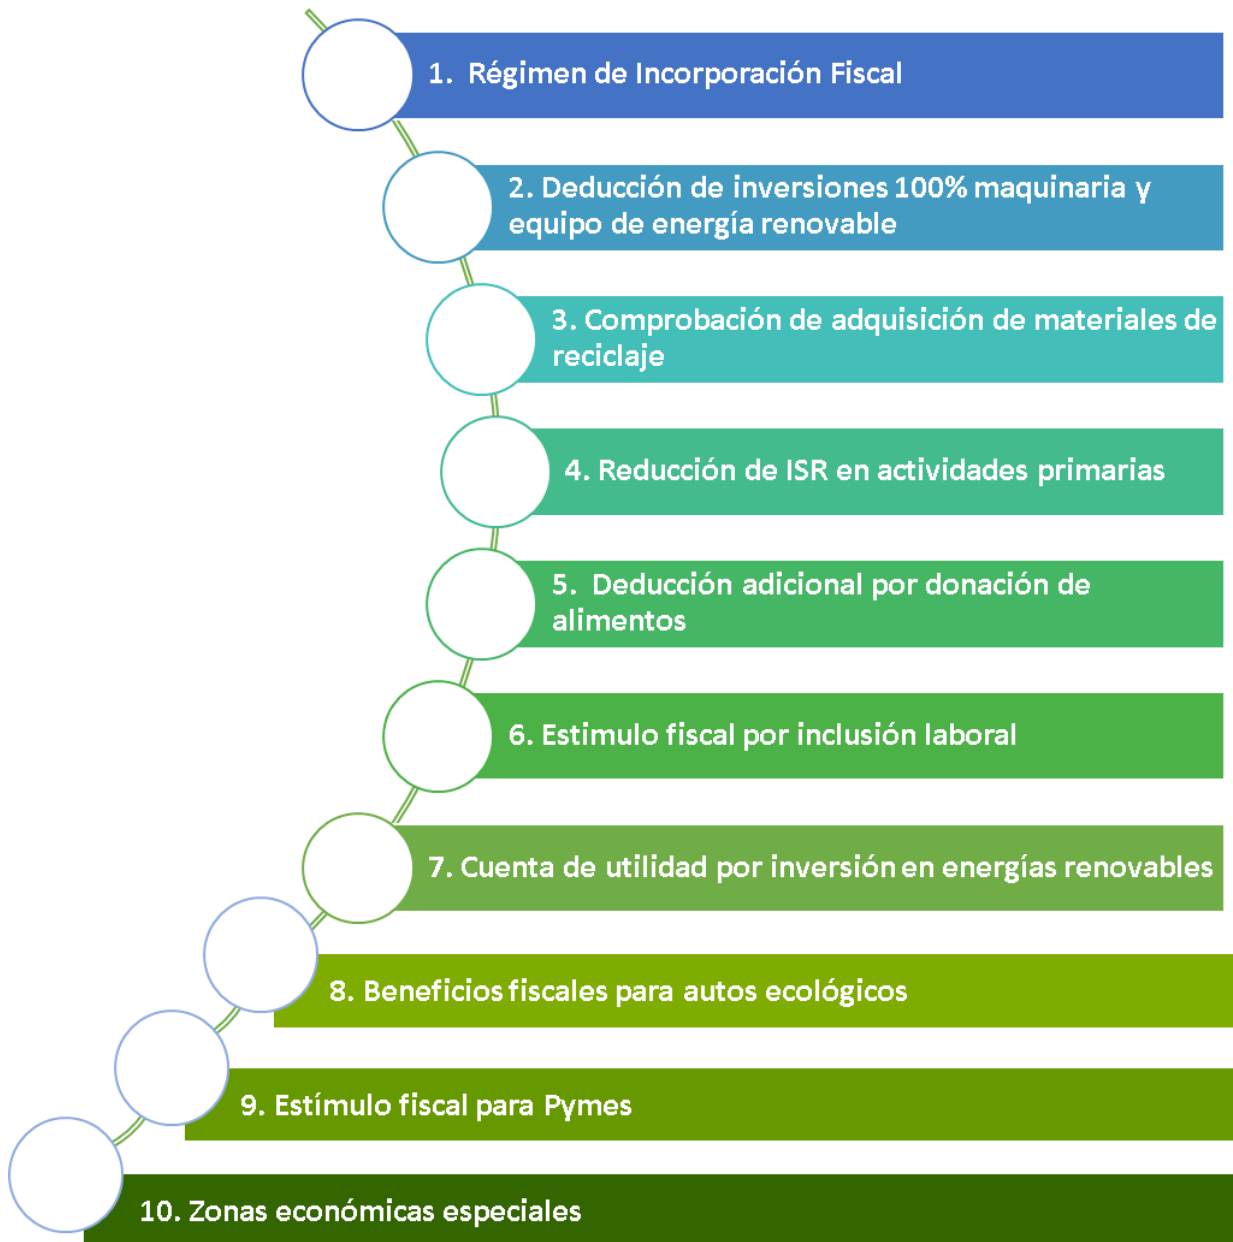 1.  Régimen de Incorporación Fiscal
2. Deducción de inversiones 100% maquinaria y
equipo de energía renovable
3. Comprobación de adquisición de materiales de
reciclaje
4. Reducción de ISR en actividades primarias
5.  Deducción adicional por donación de
alimentos
6. Estimulo fiscal por inclusión laboral
7. Cuenta de utilidad por inversión en energías renovables
8. Beneficios fiscales para autos ecológicos
9. Estímulo fiscal para Pymes
10. Zonas económicas especiales